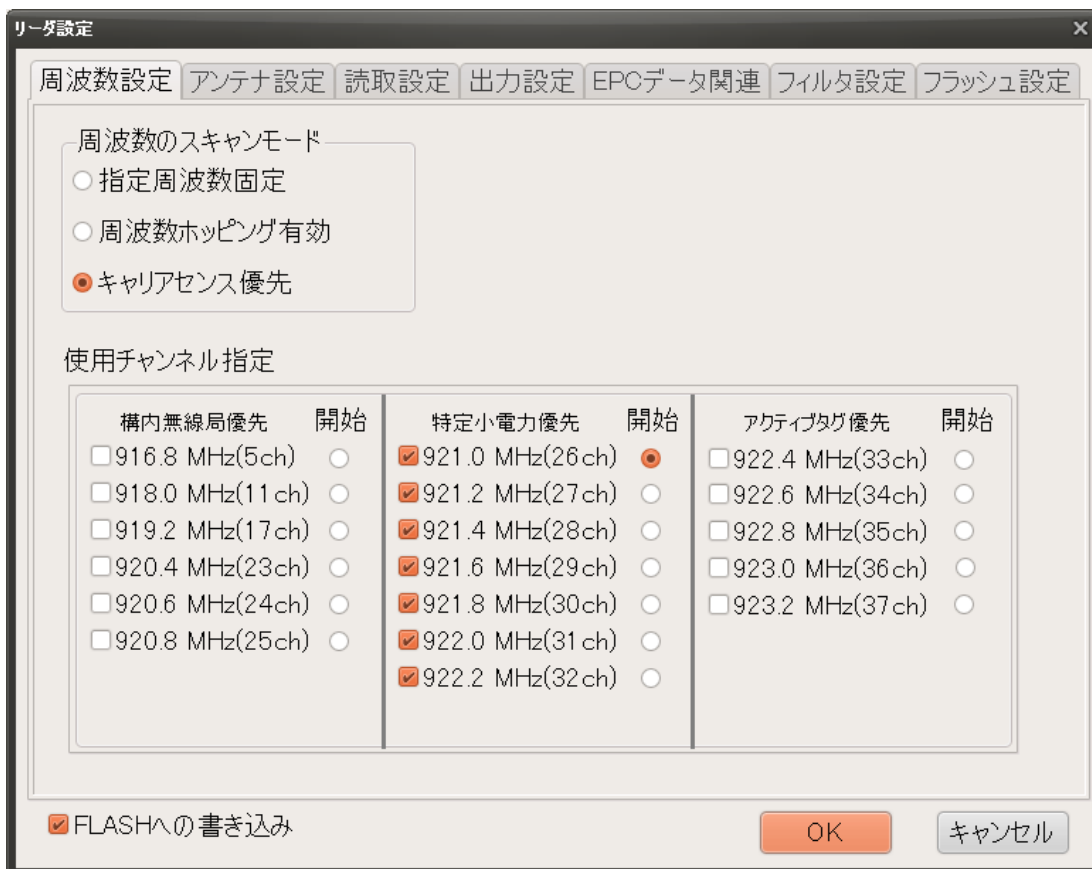 リーダ設定
周波数設定 アンテナ設定 読取設定 出力設定 EPCデータ関連 フィルタ設定 フラッシュ設定
周波数のスキャンモード
指定周波数固定
周波数ホッピング有効
キャリアセンス優先
使用チャンネル指定
構内無線局優先 開始
916.8 MHz(5ch)
918.0 MHz(11ch)
919.2 MHz(17ch)
920.4 MHz(23ch)
920.6 MHz(24ch)
920.8 MHz(25ch)
特定小電力優先 開始
921.0 MHz(26ch)
921.2 MHz(27ch)
921.4 MHz(28ch)
921.6 MHz(29ch)
921.8 MHz(30ch)
922.0 MHz(31ch)
922.2 MHz(32ch)
アクティブタグ優先 開始
922.4 MHz(33ch)
922.6 MHz(34ch)
922.8 MHz(35ch)
923.0 MHz(36ch)
923.2 MHz(37ch)
FLASHへの書き込み
OK キャンセル